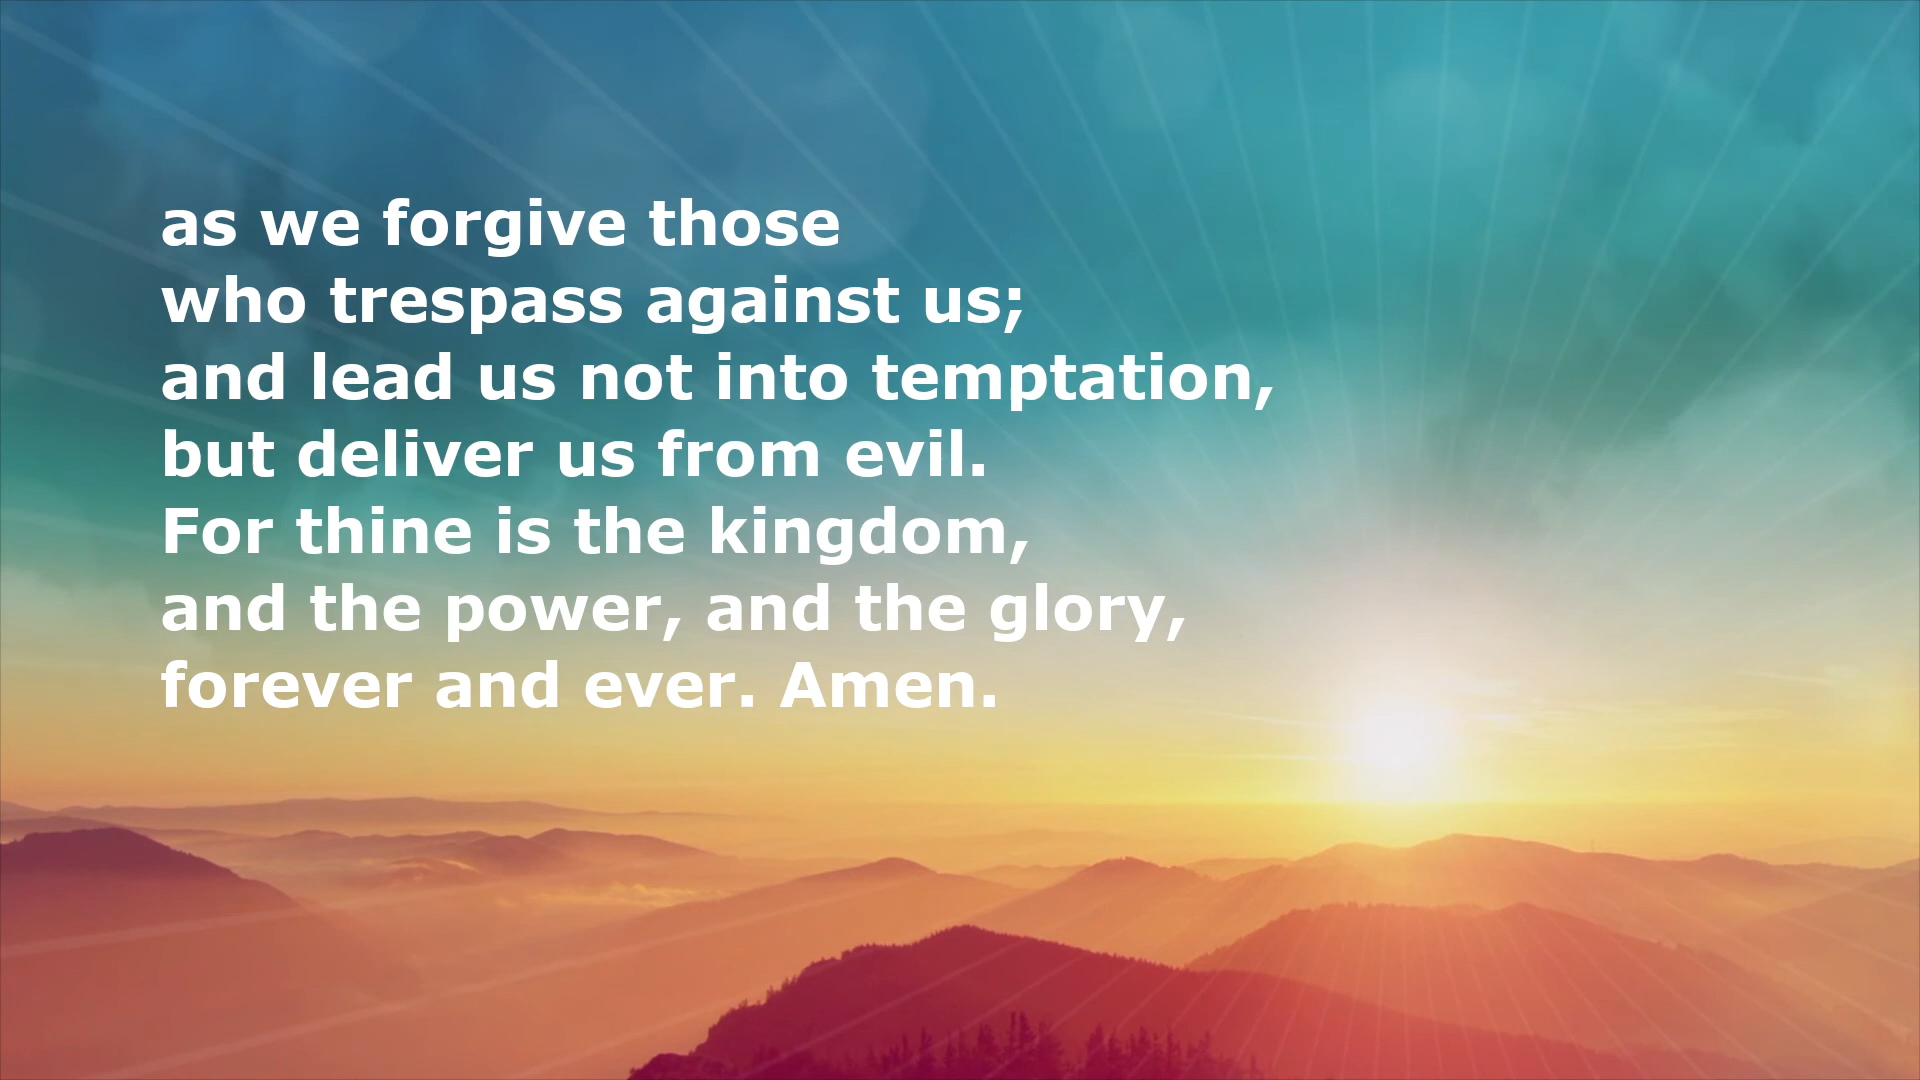 as we forgive those
who trespass against us;
and lead us not into temptation,
but deliver us from evil.
For thine is the kingdom,
and the power, and the glory,
forever and ever. Amen.